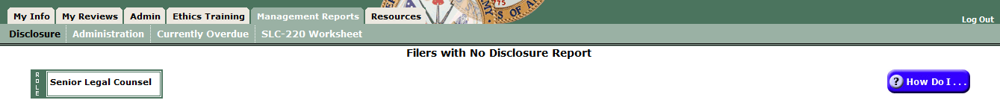 My Info My Reviews Admin Ethics Training Management Reports Resources
Log Out
Disclosure Administration Currently Overdue SLC-220 Worksheet
Filers with No Disclosure Report
ROLE Senior Legal Counsel
? How Do I...